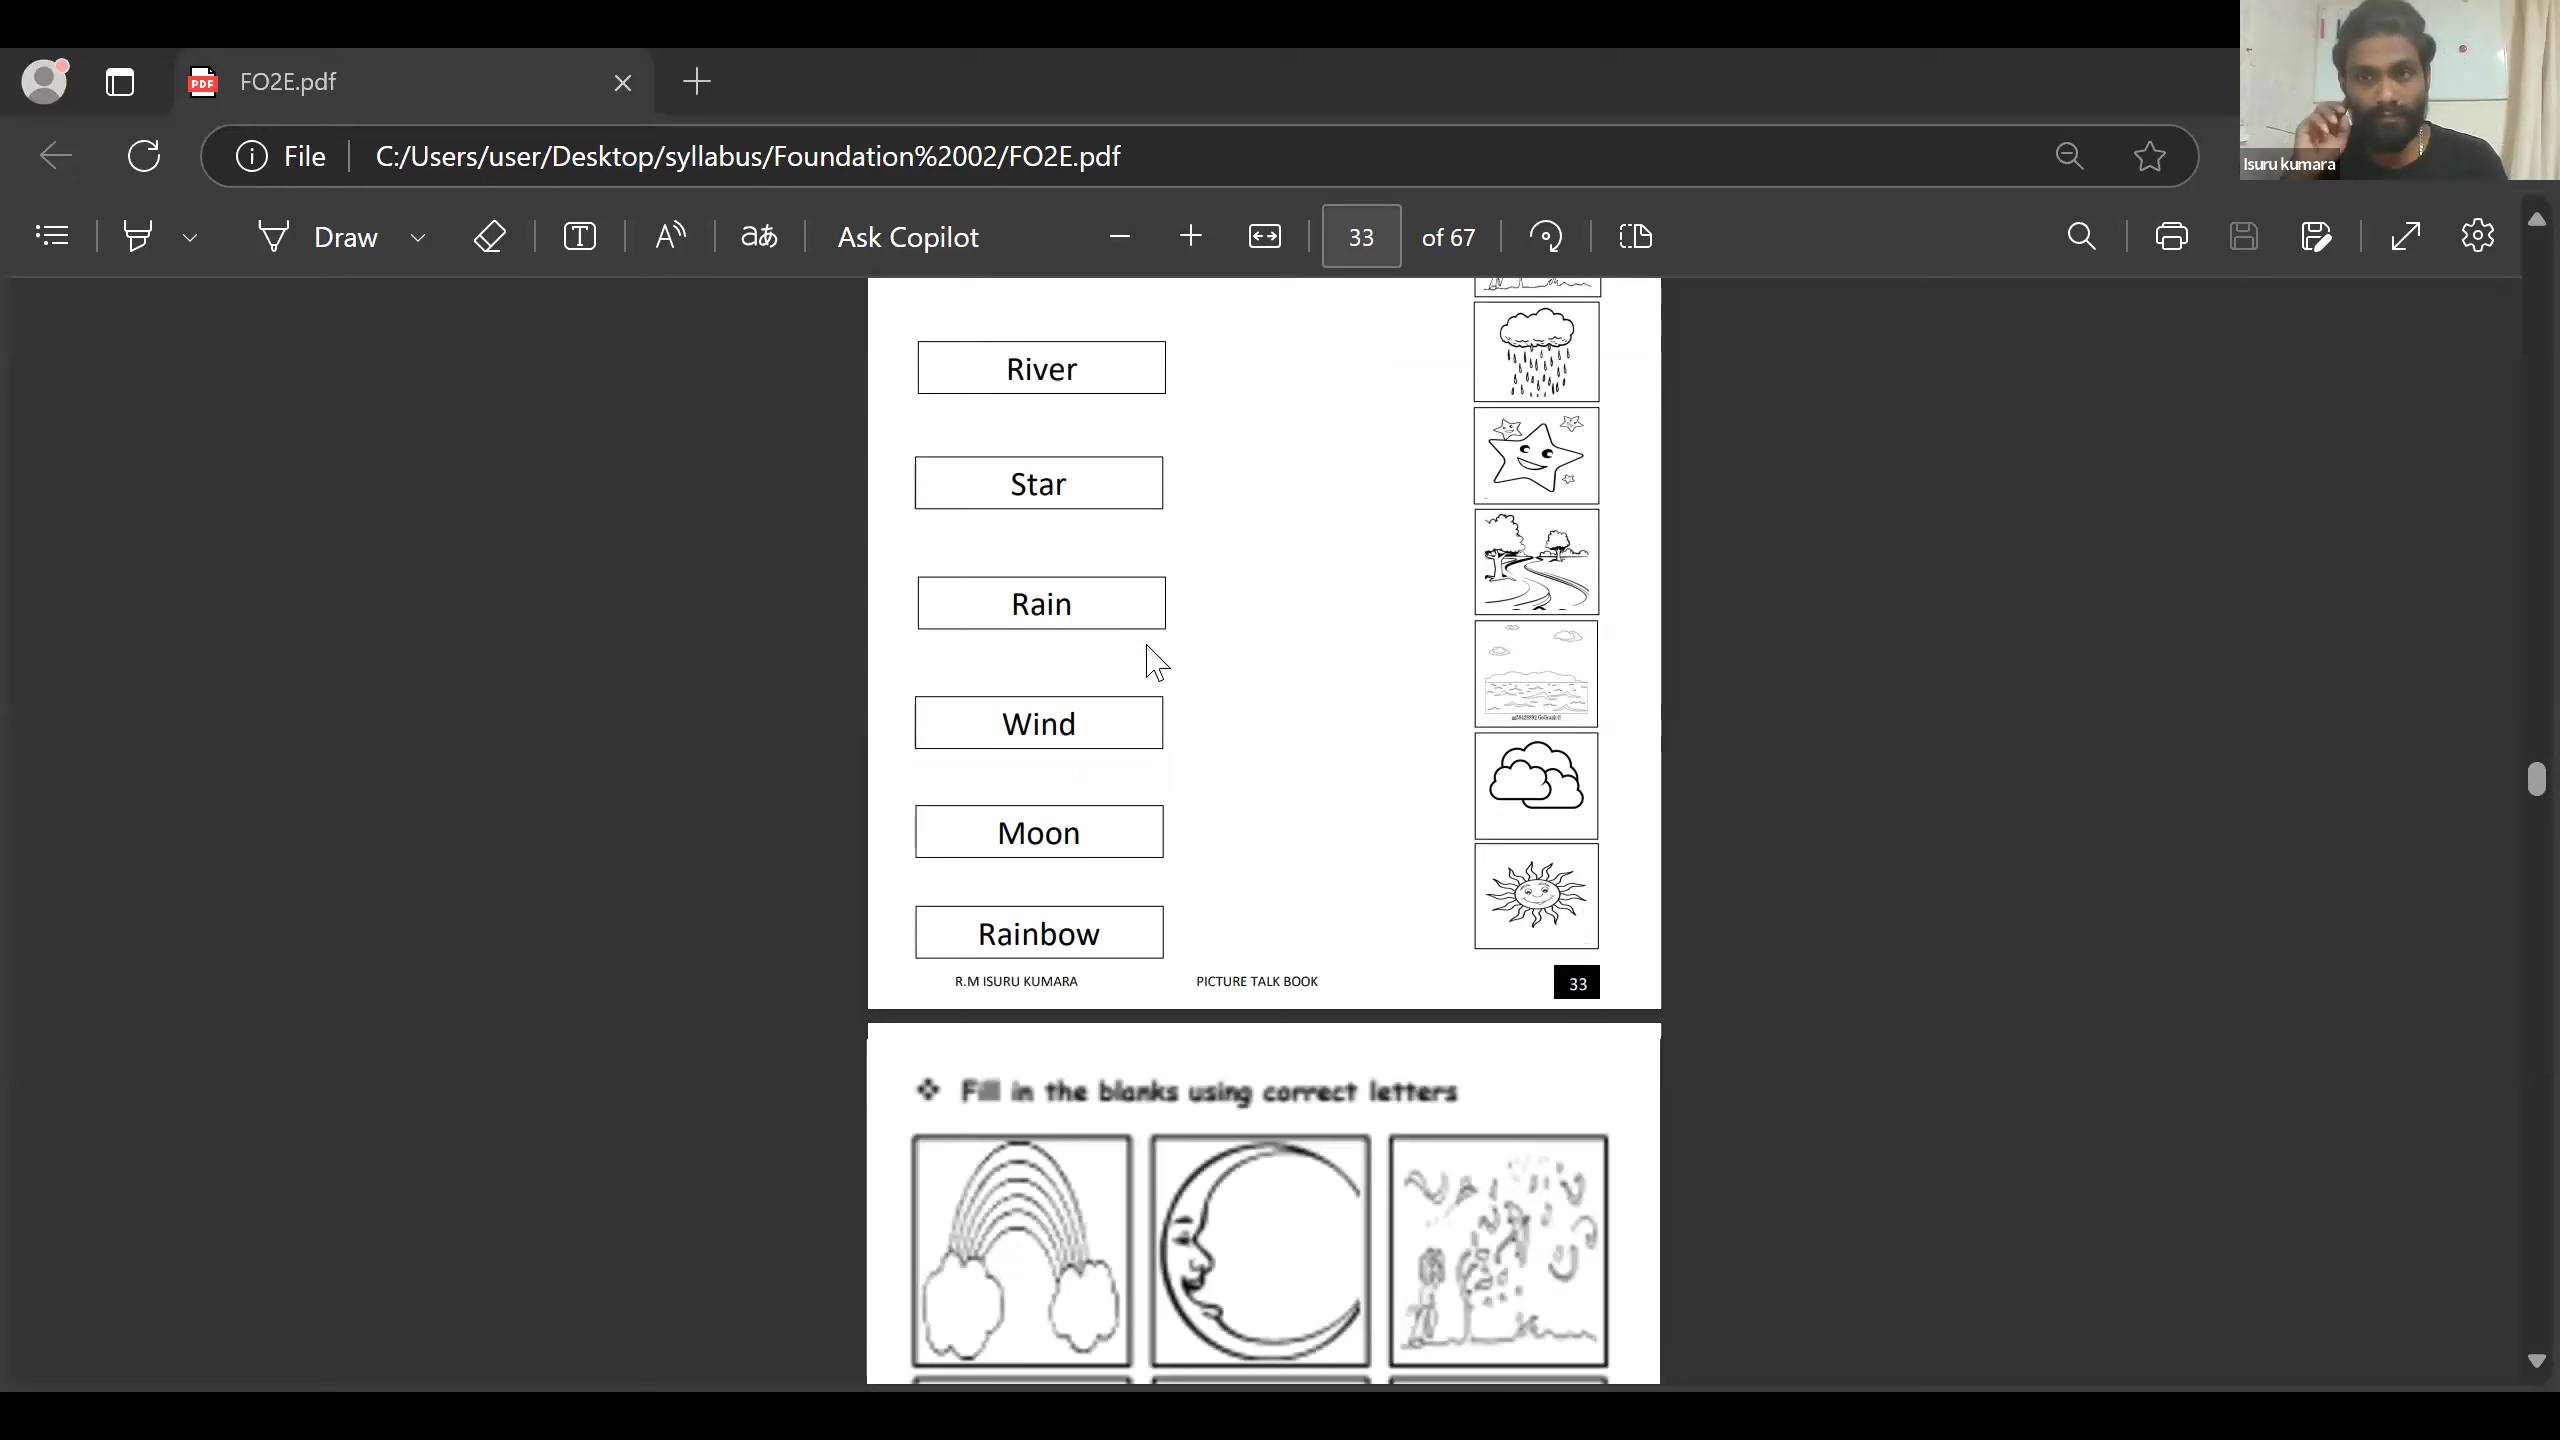 FO2E.pdf
File
C:/Users/user/Desktop/syllabus/Foundation%2002/FO2E.pdf
Isuru kumara
Draw
Ask Copilot
33 of 67
River
Star
Rain
Wind
Moon
Rainbow
R.M ISURU KUMARA PICTURE TALK BOOK 33
❖ Fill in the blanks using correct letters